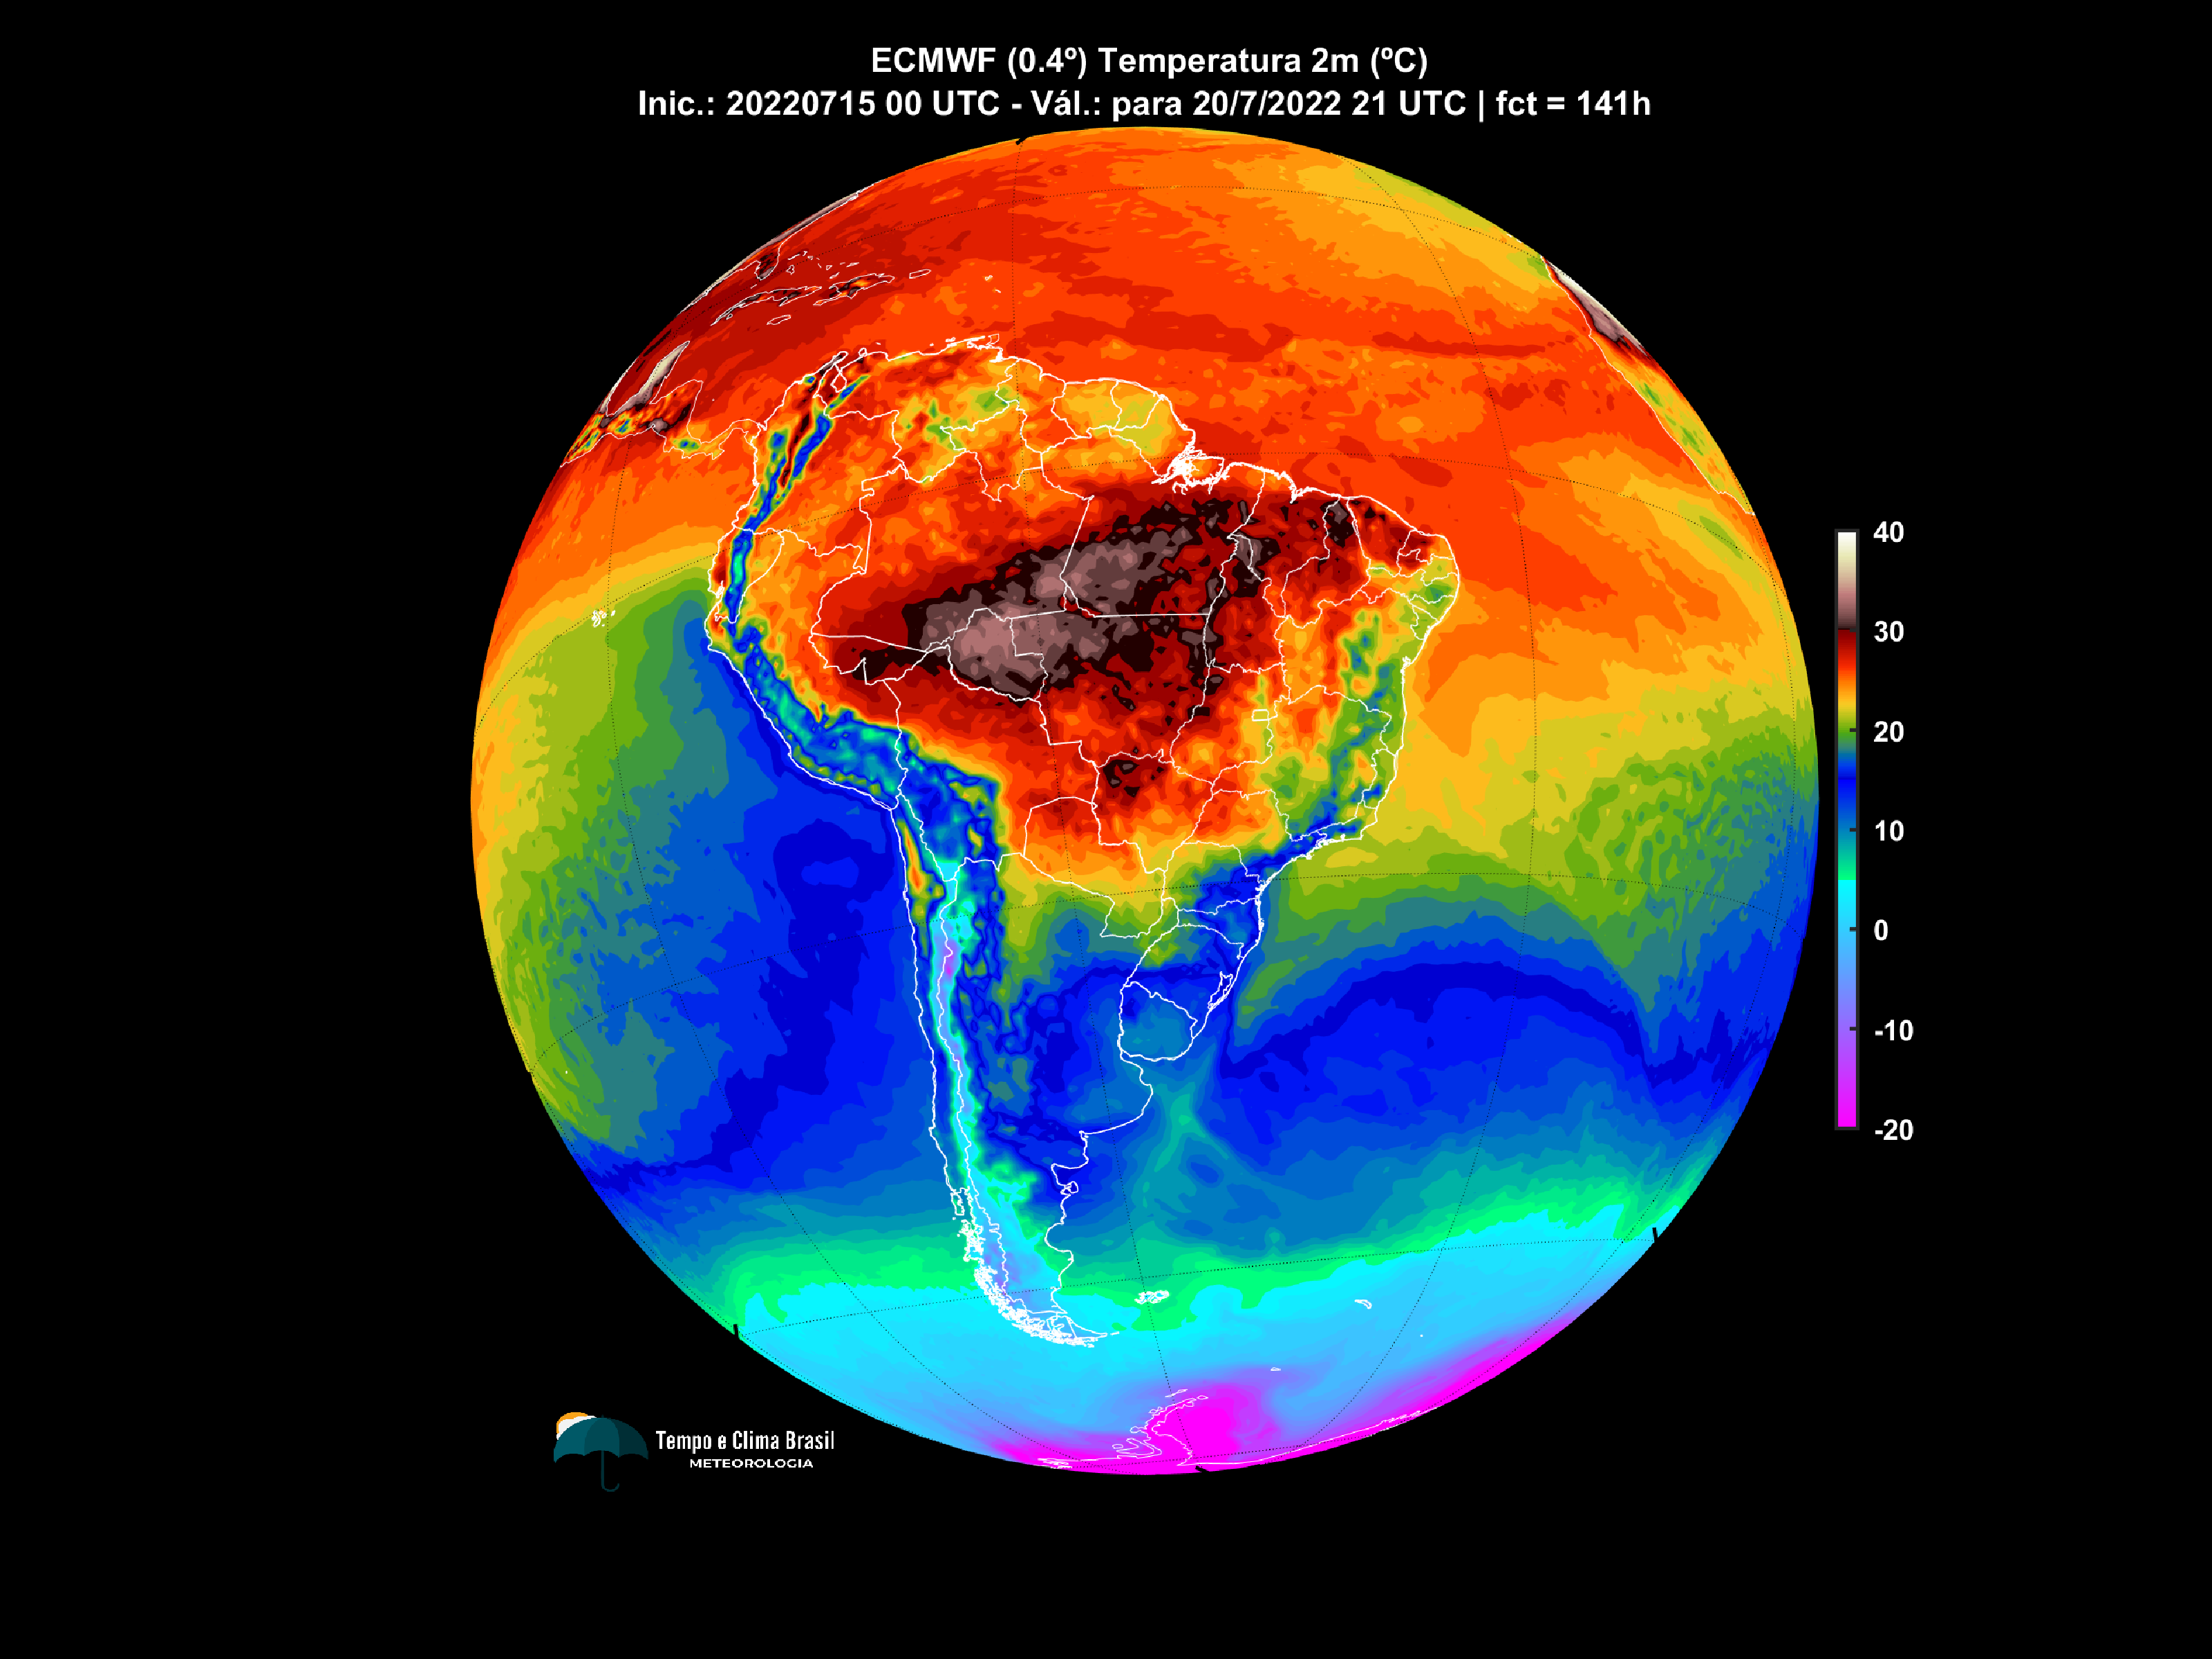 ECMWF (0.4º) Temperatura 2m (ºC)
Inic.: 20220715 00 UTC - Vál.: para 20/7/2022 21 UTC | fct = 141h
40
30
20
10
0
-10
-20
Tempo e Clima Brasil
METEOROLOGIA